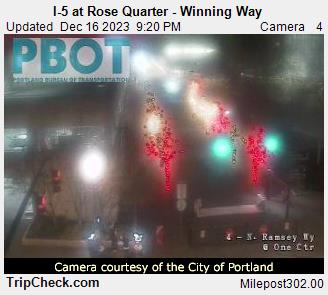 I-5 at Rose Quarter - Winning Way
Updated Dec 16 2023 9:20 PM Camera 4
PBOT
PORTLAND BUREAU OF TRANSPORTATION
4 - N. Ramsey Wy
@ One Ctr
Camera courtesy of the City of Portland
TripCheck.com Milepost302.00